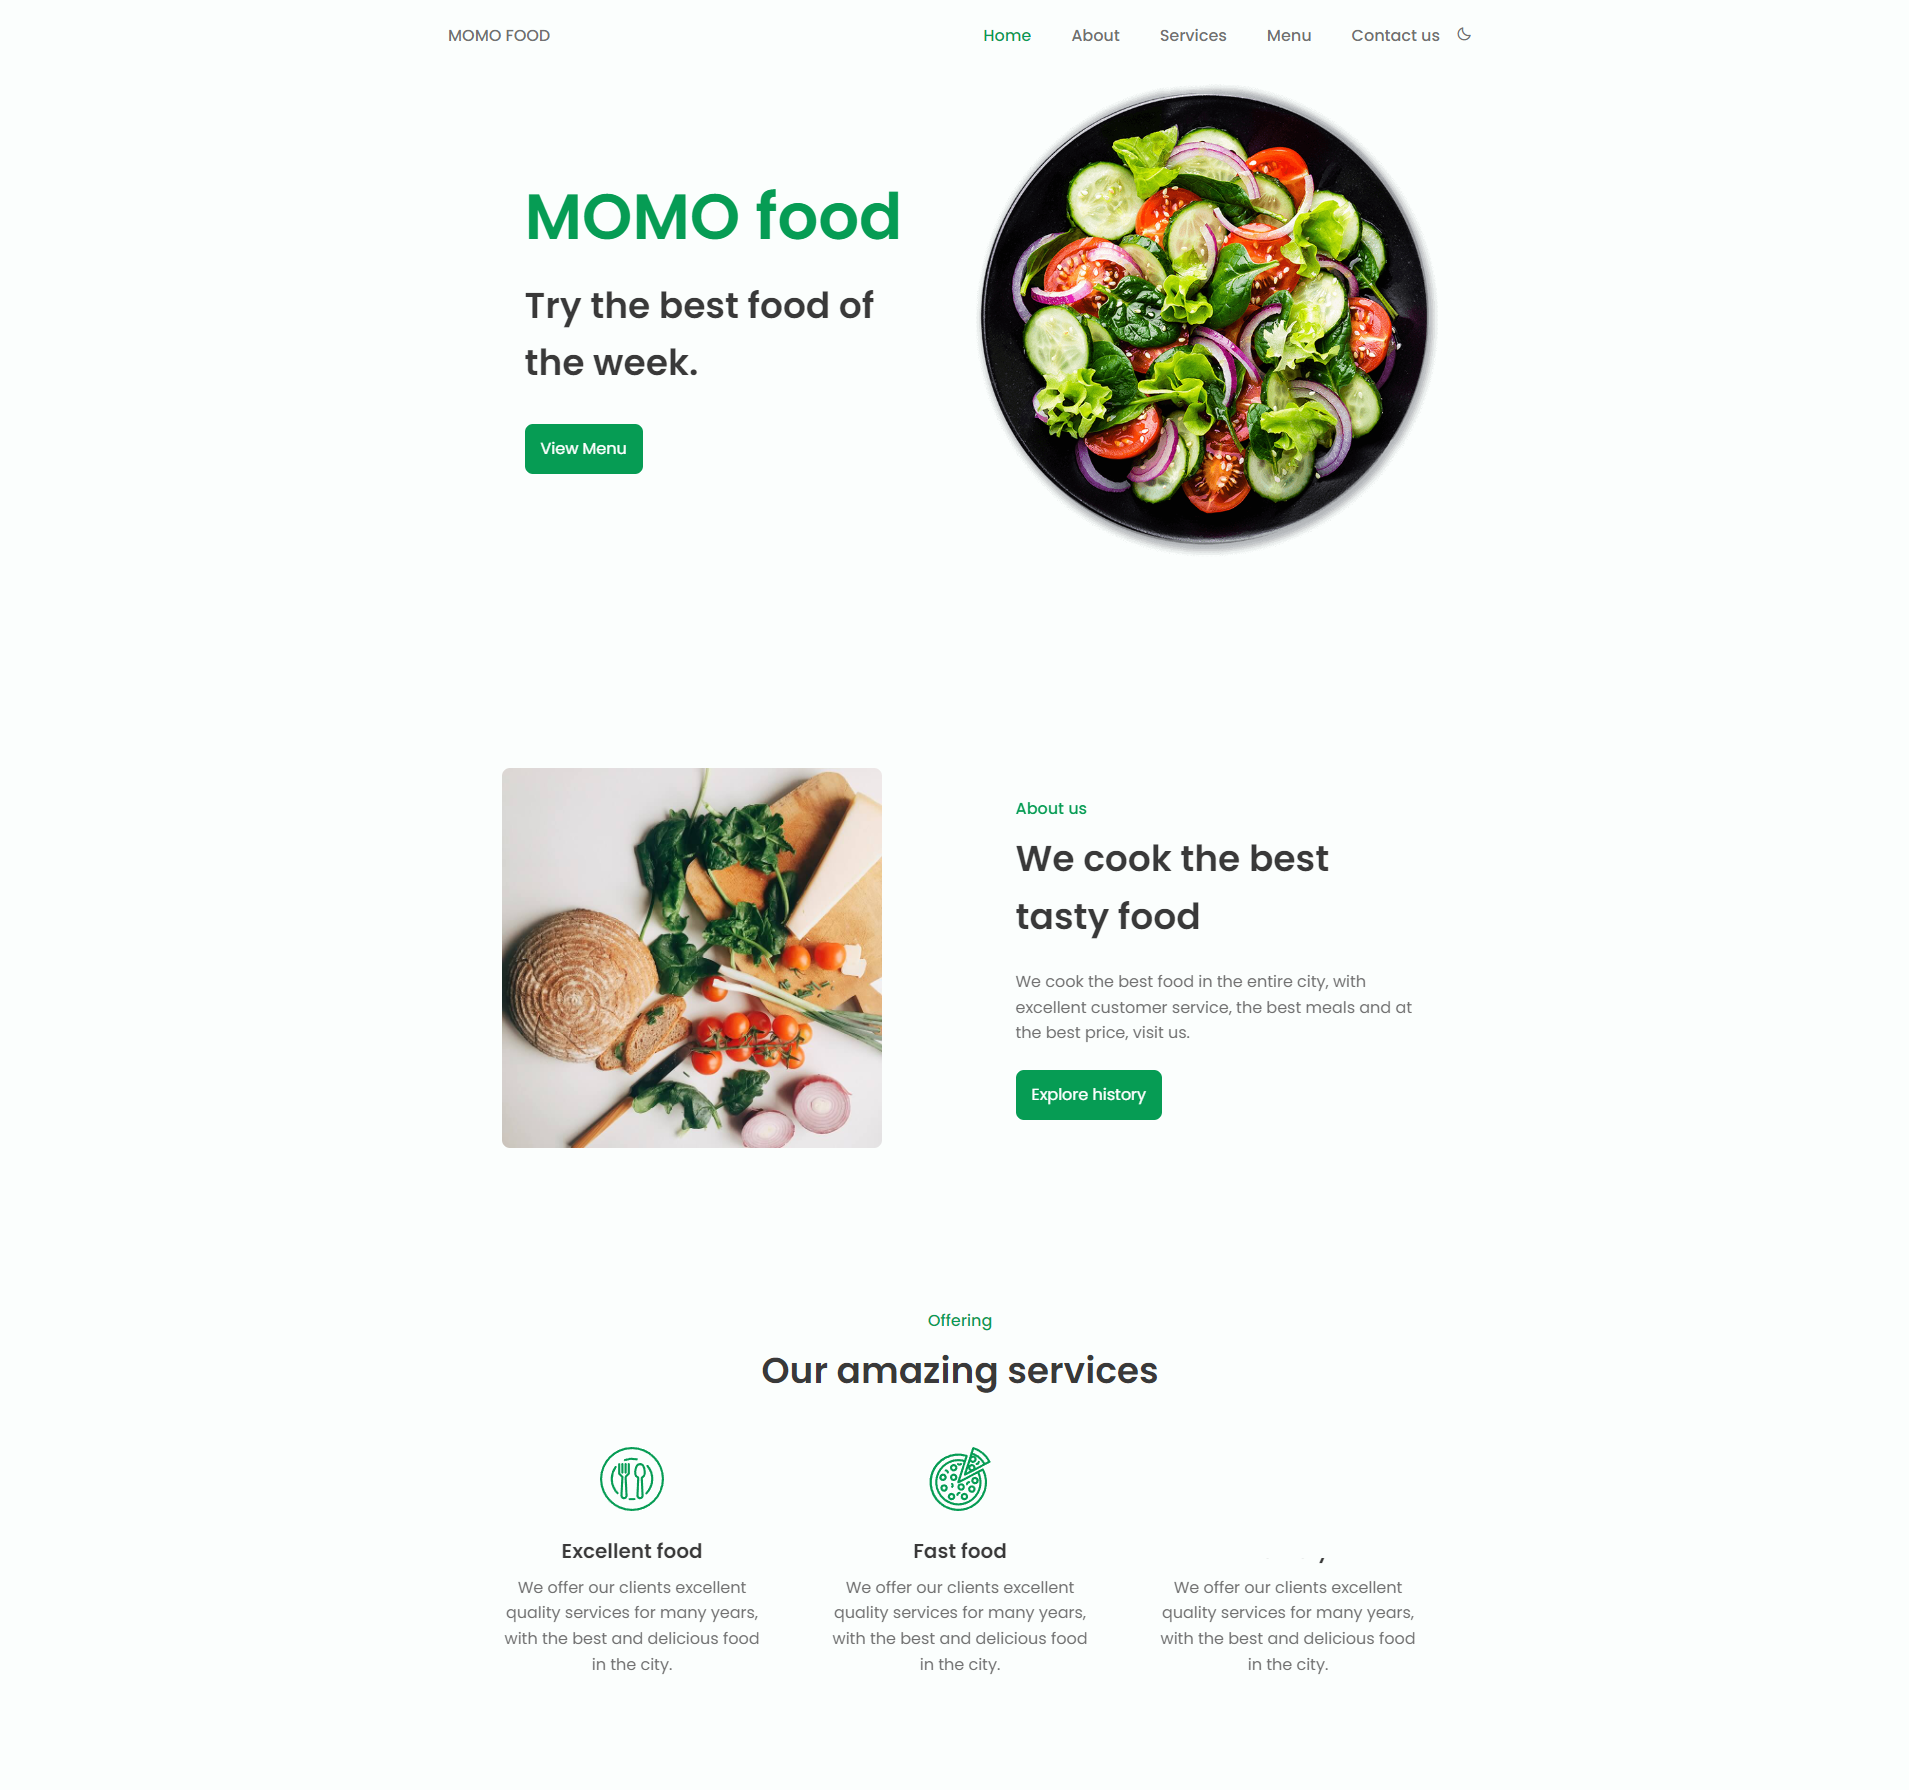 MOMO FOOD
Home About Services Menu Contact us
MOMO food
Try the best food of
the week.
View Menu
About us
We cook the best
tasty food
We cook the best food in the entire city, with
excellent customer service, the best meals and at
the best price, visit us.
Explore history
Offering
Our amazing services
Excellent food
We offer our clients excellent
quality services for many years,
with the best and delicious food
in the city.
Fast food
We offer our clients excellent
quality services for many years,
with the best and delicious food
in the city.
We offer our clients excellent
quality services for many years,
with the best and delicious food
in the city.